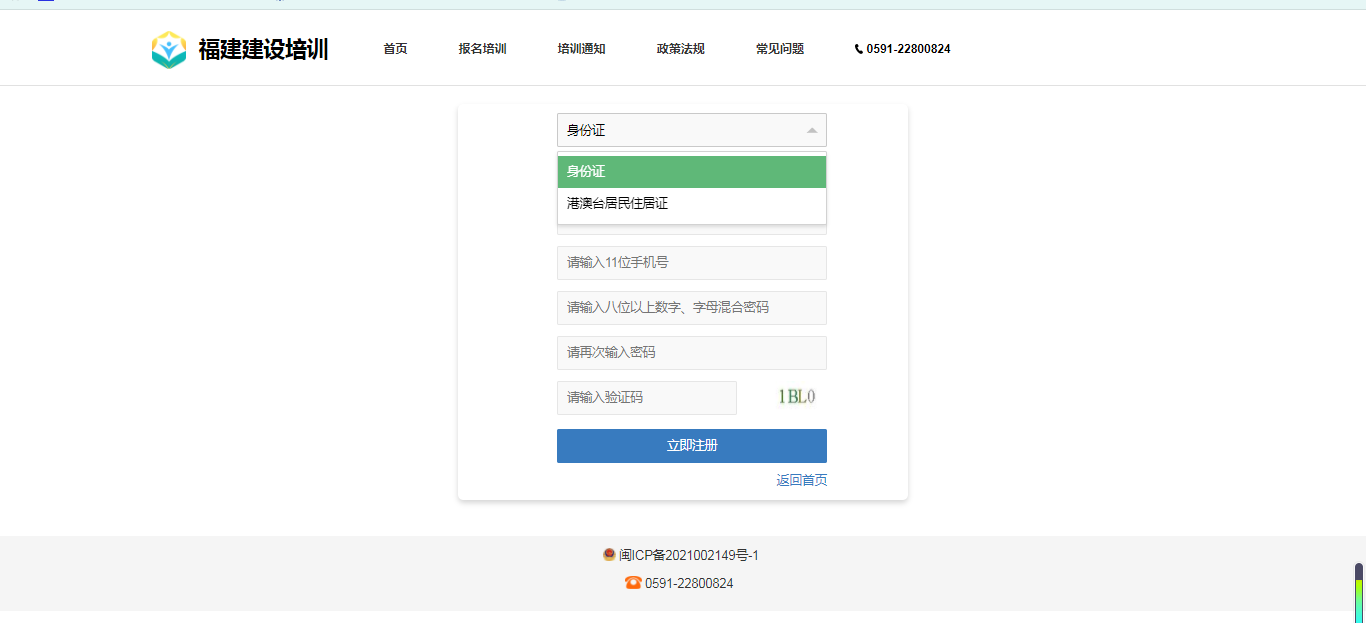 福建建设培训 首页 报名培训 培训通知 政策法规 常见问题 0591-22800824
身份证
身份证
港澳台居民住居证
请输入11位手机号
请输入八位以上数字、字母混合密码
请再次输入密码
请输入验证码 1BL0
立即注册
返回首页
闽ICP备2021002149号-1
0591-22800824